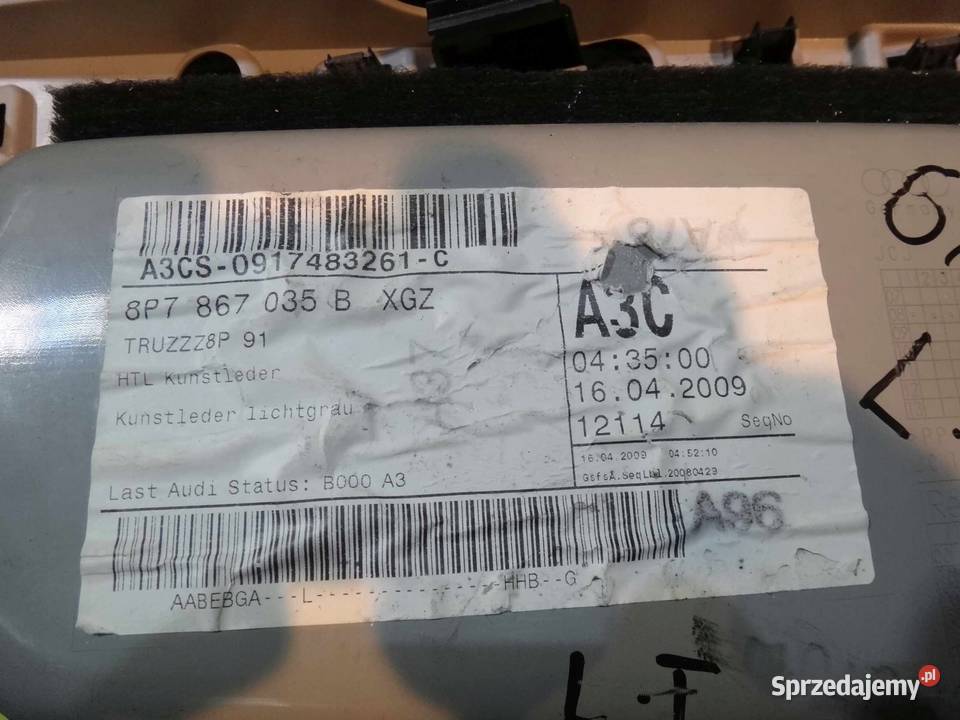 A3CS-0917483261-C
8P7 867 035 B XGZ
TRUZZZ8P 91
HTL Kunstleder
Kunstleder lichtgrau
A3C
04:35:00
16.04.2009
12114 SeqNo
16.04.2009 04:52:10
Last Audi Status: B000 A3
A96
AABEBGA---L--------------HHB--G
Sprzedajemy.pl